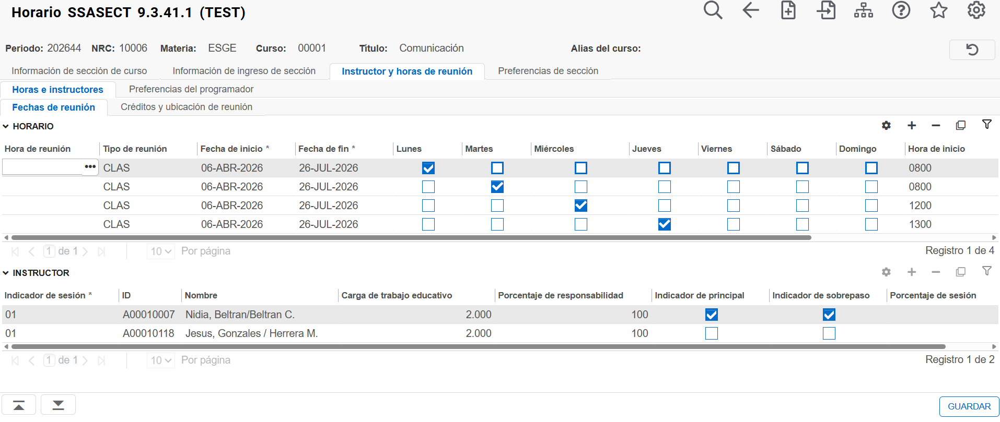 Horario SSASECT 9.3.41.1 (TEST)
Periodo: 202644 NRC: 10006 Materia: ESGE Curso: 00001 Título: Comunicación Alias del curso:
Información de sección de curso Información de ingreso de sección Instructor y horas de reunión Preferencias de sección
Horas e instructores Preferencias del programador
Fechas de reunión Créditos y ubicación de reunión
HORARIO
Hora de reunión Tipo de reunión Fecha de inicio * Fecha de fin * Lunes Martes Miércoles Jueves Viernes Sábado Domingo Hora de inicio
CLAS 06-ABR-2026 26-JUL-2026 0800
CLAS 06-ABR-2026 26-JUL-2026 0800
CLAS 06-ABR-2026 26-JUL-2026 1200
CLAS 06-ABR-2026 26-JUL-2026 1300
1 de 1 10 Por página Registro 1 de 4
INSTRUCTOR
Indicador de sesión * ID Nombre Carga de trabajo educativo Porcentaje de responsabilidad Indicador de principal Indicador de sobrepaso Porcentaje de sesión
01 A00010007 Nidia, Beltran/Beltran C. 2.000 100
01 A00010118 Jesus, Gonzales / Herrera M. 2.000 100
1 de 1 10 Por página Registro 1 de 2
GUARDAR